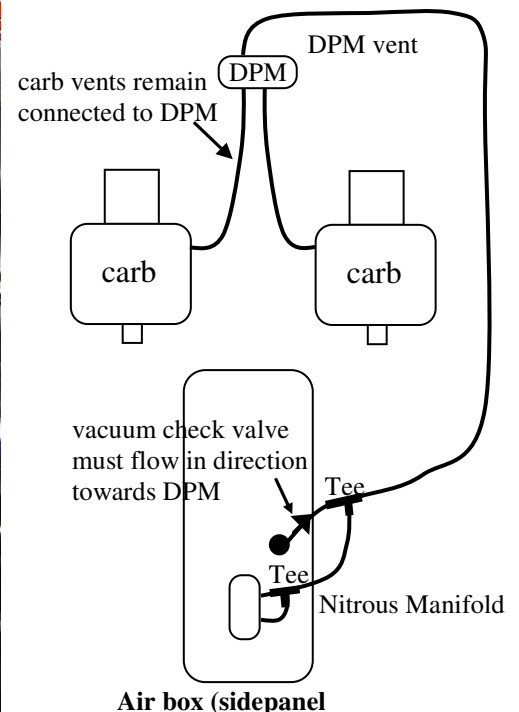 DPM vent
DPM
carb vents remain
connected to DPM
carb
carb
vacuum check valve
must flow in direction
towards DPM
Tee
Tee
Nitrous Manifold
Air box (sidepanel